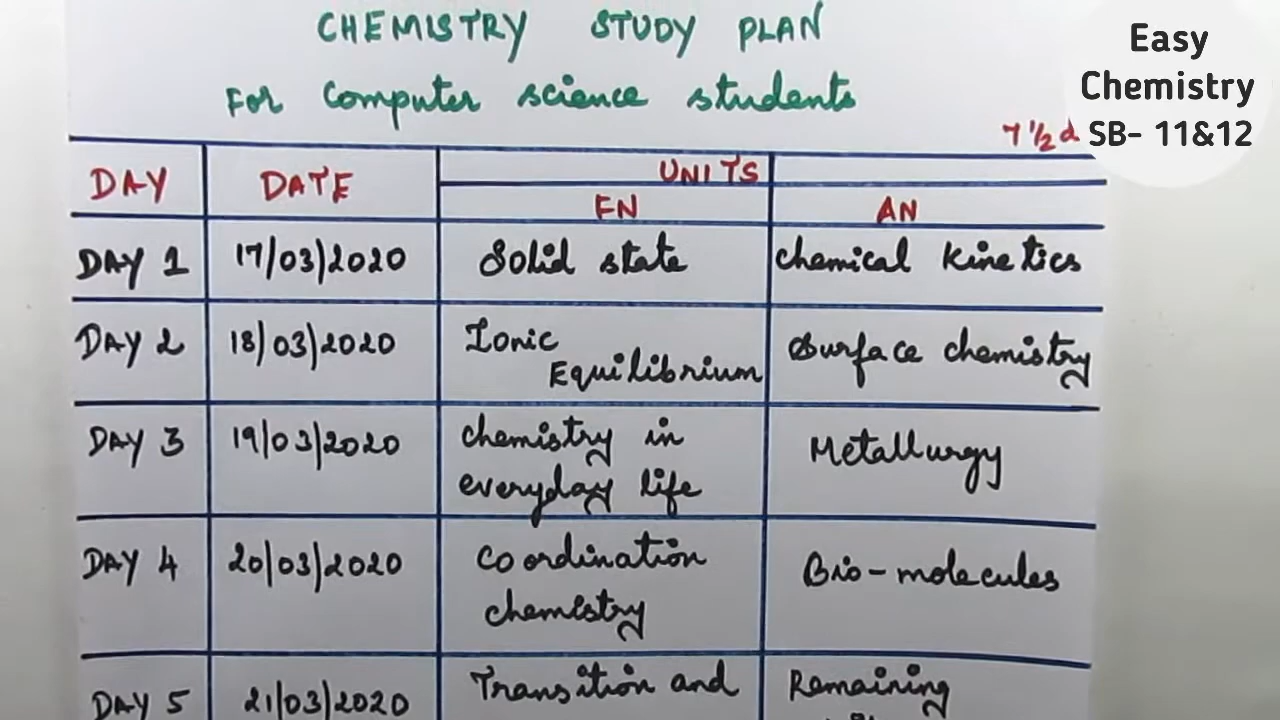 CHEMISTRY STUDY PLAN
For Computer science students
Easy
Chemistry
SB- 11&12
7 1/2 d
DAY DATE UNITS
FN AN
DAY 1 17/03/2020 Solid state chemical kinetics
DAY 2 18/03/2020 Ionic Equilibrium Surface chemistry
DAY 3 19/03/2020 chemistry in everyday life Metallurgy
DAY 4 20/03/2020 Coordination chemistry Bio-molecules
DAY 5 21/03/2020 Transition and Remaining